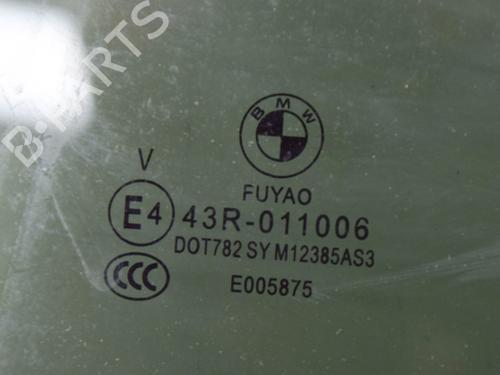 B-PARTS
BMW
V
FUYAO
E4 43R-011006
DOT782 SY M12385AS3
CCC
E005875